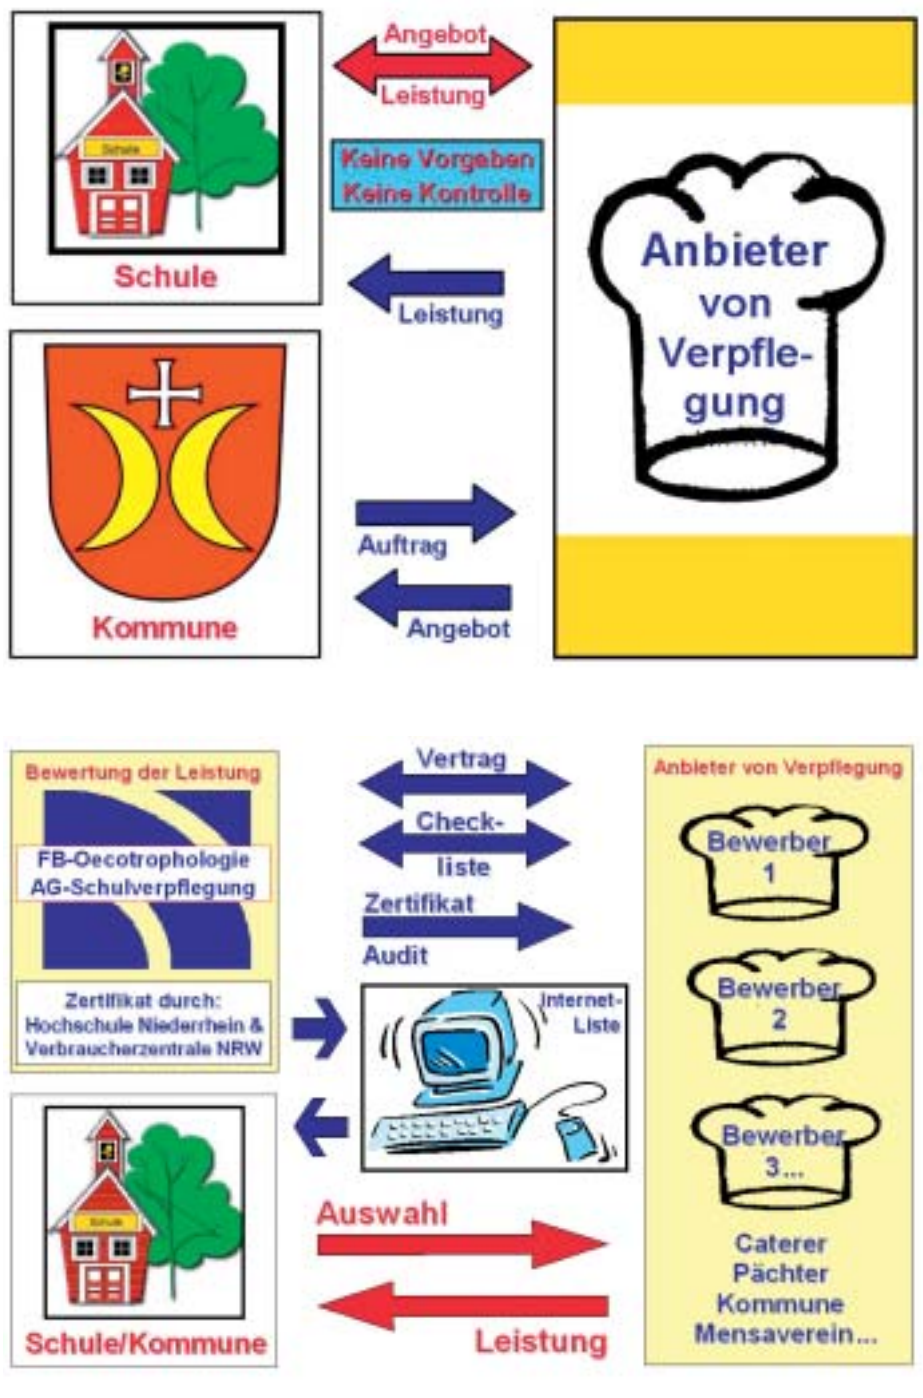 Angebot
Leistung
Schule
Keine Vorgaben
Keine Kontrolle
Schule
Leistung
Anbieter
von
Verpfle-
gung
Auftrag
Angebot
Kommune
Bewertung der Leistung
FB-Oecotrophologie
AG-Schulverpflegung
Zertifikat durch:
Hochschule Niederrhein &
Verbraucherzentrale NRW
Vertrag
Check-
liste
Zertifikat
Audit
Internet-
Liste
Anbieter von Verpflegung
Bewerber
1
Bewerber
2
Bewerber
3...
Caterer
Pächter
Kommune
Mensaverein...
Schule
Schule/Kommune
Auswahl
Leistung